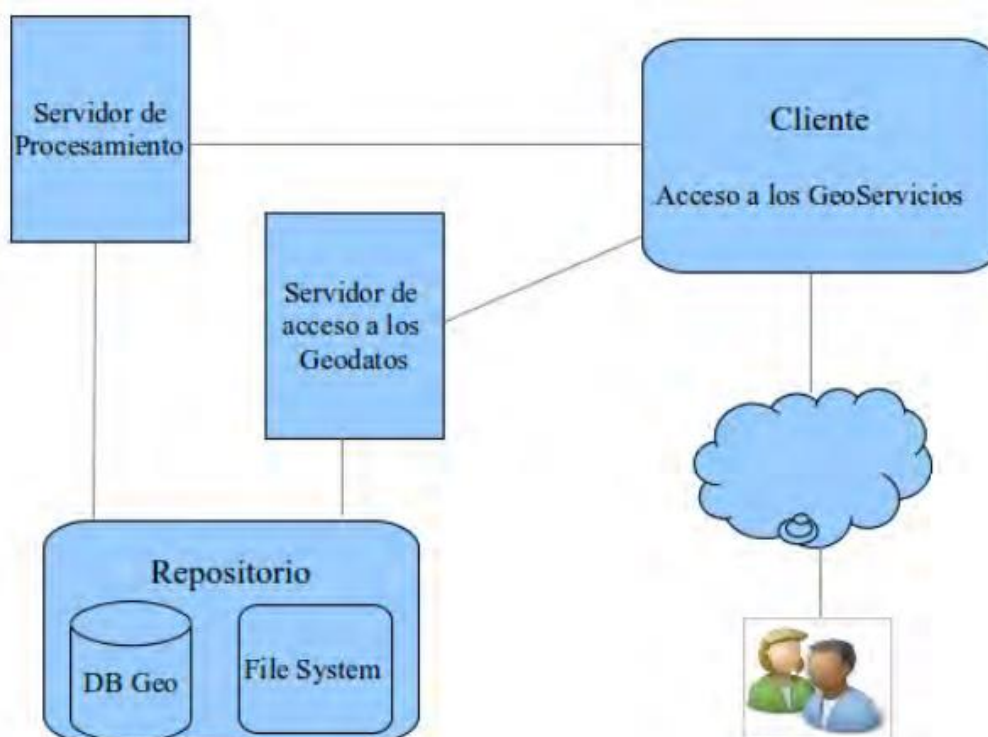 Servidor de
Procesamiento
Cliente
Acceso a los GeoServicios
Servidor de
acceso a los
Geodatos
Repositorio
DB Geo
File System